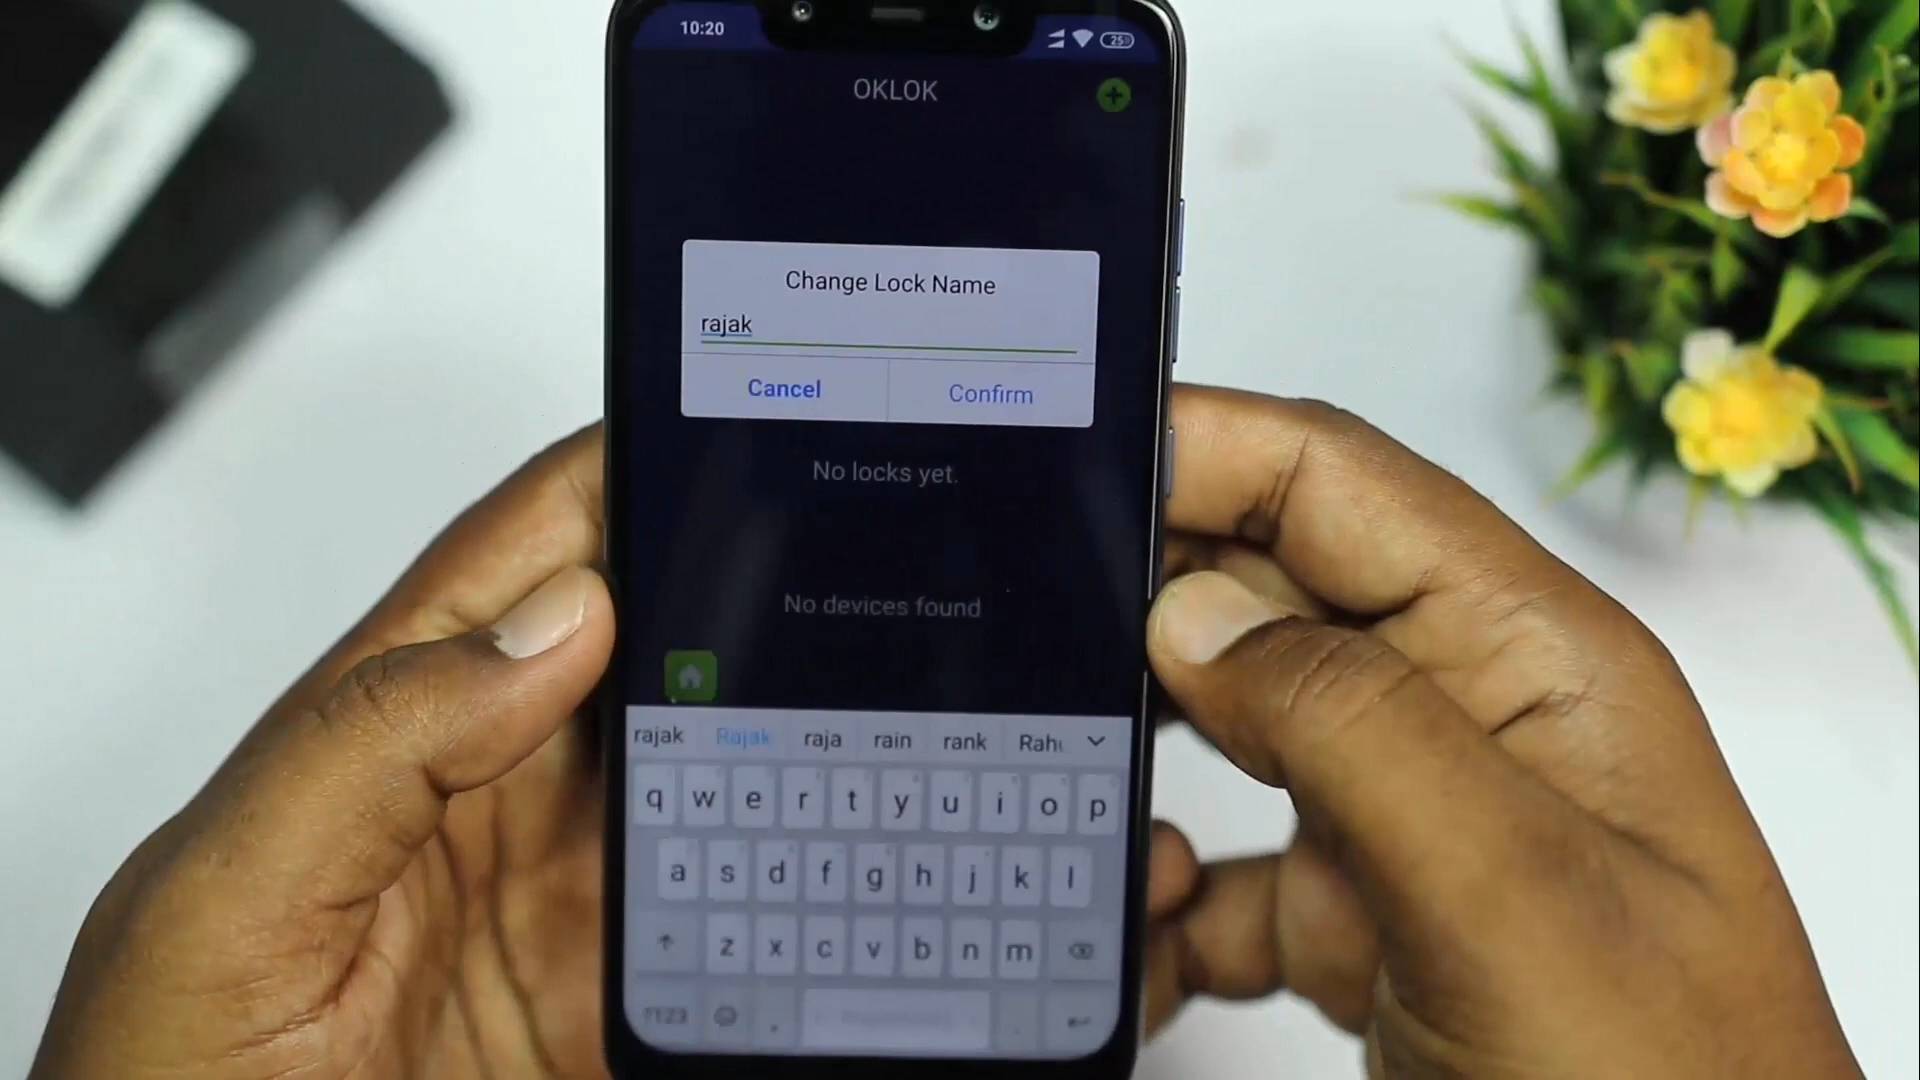 10:20
25
OKLOK
Change Lock Name
rajak
Cancel
Confirm
No locks yet.
No devices found
rajak Rajak raja rain rank Rahu
q w e r t y u i o p
a s d f g h j k l
z x c v b n m
?123 , .